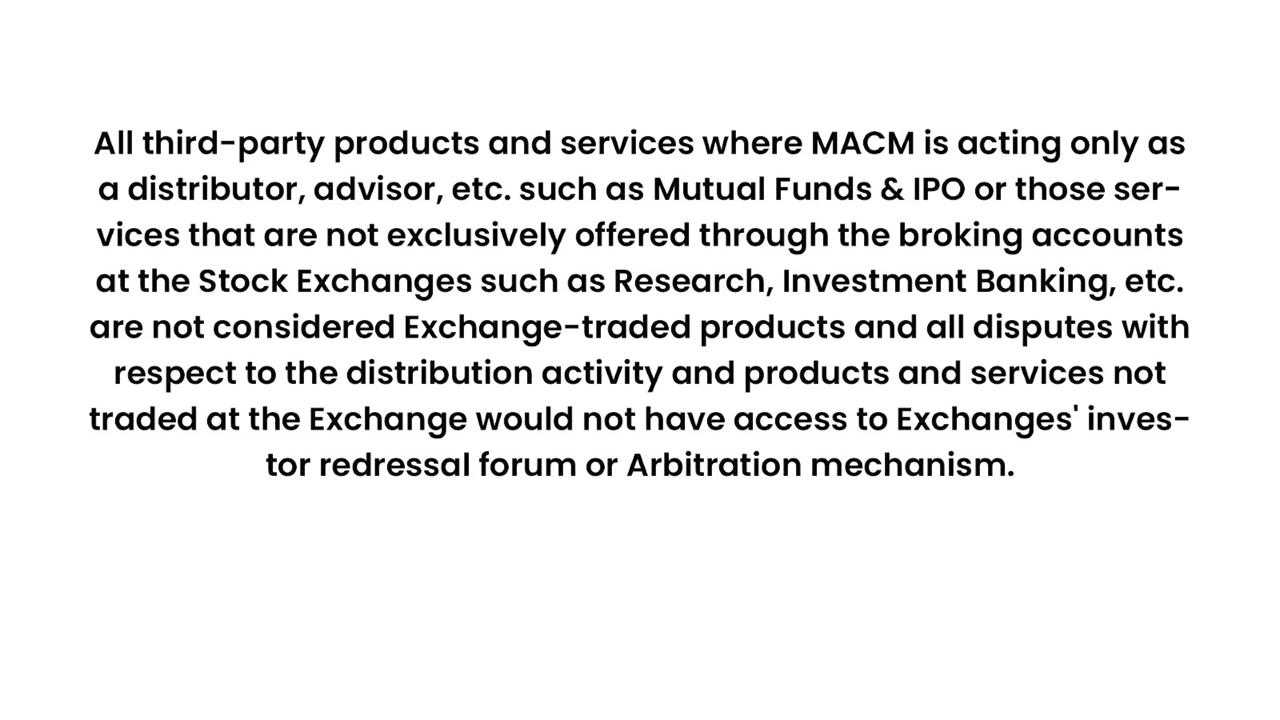 All third-party products and services where MACM is acting only as
a distributor, advisor, etc. such as Mutual Funds & IPO or those ser-
vices that are not exclusively offered through the broking accounts
at the Stock Exchanges such as Research, Investment Banking, etc.
are not considered Exchange-traded products and all disputes with
respect to the distribution activity and products and services not
traded at the Exchange would not have access to Exchanges' inves-
tor redressal forum or Arbitration mechanism.